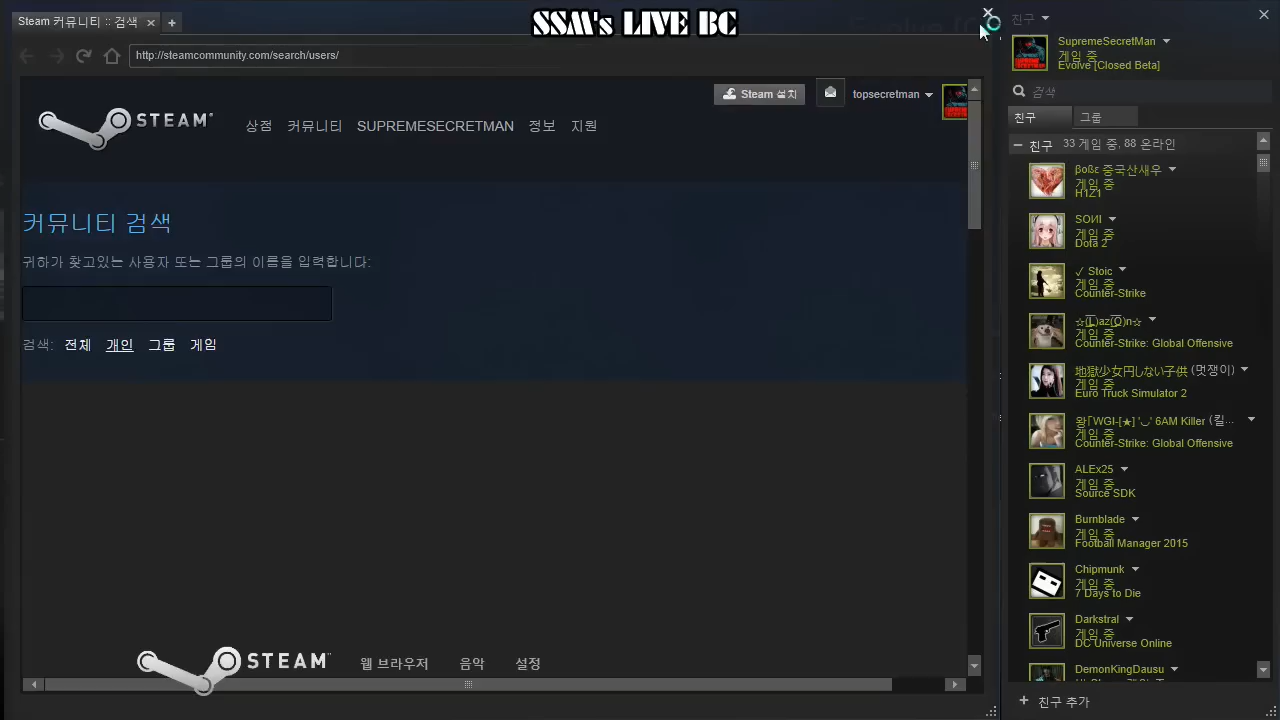 Steam 커뮤니티 :: 검색
SSM's LIVE BC
http://steamcommunity.com/search/users/
Steam 설치
topsecretman
STEAM
상점 커뮤니티 SUPREMESECRETMAN 정보 지원
커뮤니티 검색
귀하가 찾고있는 사용자 또는 그룹의 이름을 입력합니다:
검색: 전체 개인 그룹 게임
STEAM
웹 브라우저 음악 설정
친구
SupremeSecretMan
게임 중
Evolve [Closed Beta]
검색
친구 그룹
친구 33 게임 중, 88 온라인
βoßε 중국산새우
게임 중
H1Z1
SOИI
게임 중
Dota 2
✓ Stoic
게임 중
Counter-Strike
게임 중
Counter-Strike: Global Offensive
地獄少女円しない子供 (멋쟁이)
게임 중
Euro Truck Simulator 2
왕「WGI-[★] '◡' 6AM Killer (킬...
게임 중
Counter-Strike: Global Offensive
ALEx25
게임 중
Source SDK
Burnblade
게임 중
Football Manager 2015
Chipmunk
게임 중
7 Days to Die
Darkstral
게임 중
DC Universe Online
DemonKingDausu
친구 추가